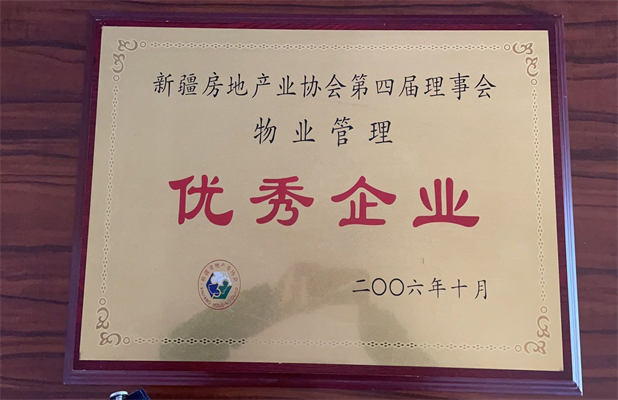 新疆房地产业协会第四届理事会
物业管理
优秀企业
二〇〇六年十月